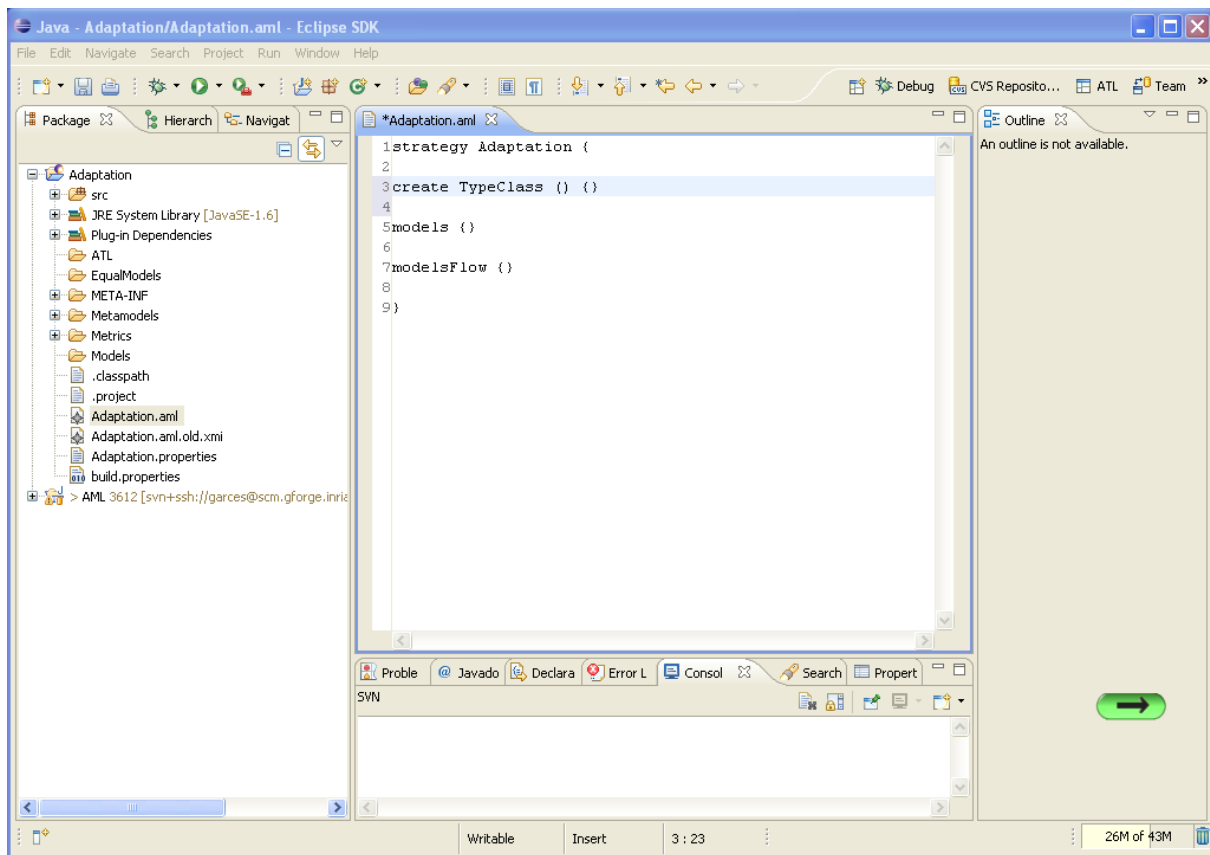 Java - Adaptation/Adaptation.aml - Eclipse SDK
File Edit Navigate Search Project Run Window Help
Debug CVS Reposito... ATL Team »
Package Hierarch Navigat
*Adaptation.aml
Outline
An outline is not available.
Adaptation
src
JRE System Library [JavaSE-1.6]
Plug-in Dependencies
ATL
EqualModels
META-INF
Metamodels
Metrics
Models
.classpath
.project
Adaptation.aml
Adaptation.aml.old.xmi
Adaptation.properties
build.properties
> AML 3612 [svn+ssh://garces@scm.gforge.inria
1strategy Adaptation {
2
3create TypeClass () {}
4
5models {}
6
7modelsFlow {}
8
9}
Proble @ Javado Declara Error L Consol Search Propert
SVN
Writable Insert 3 : 23 26M of 43M